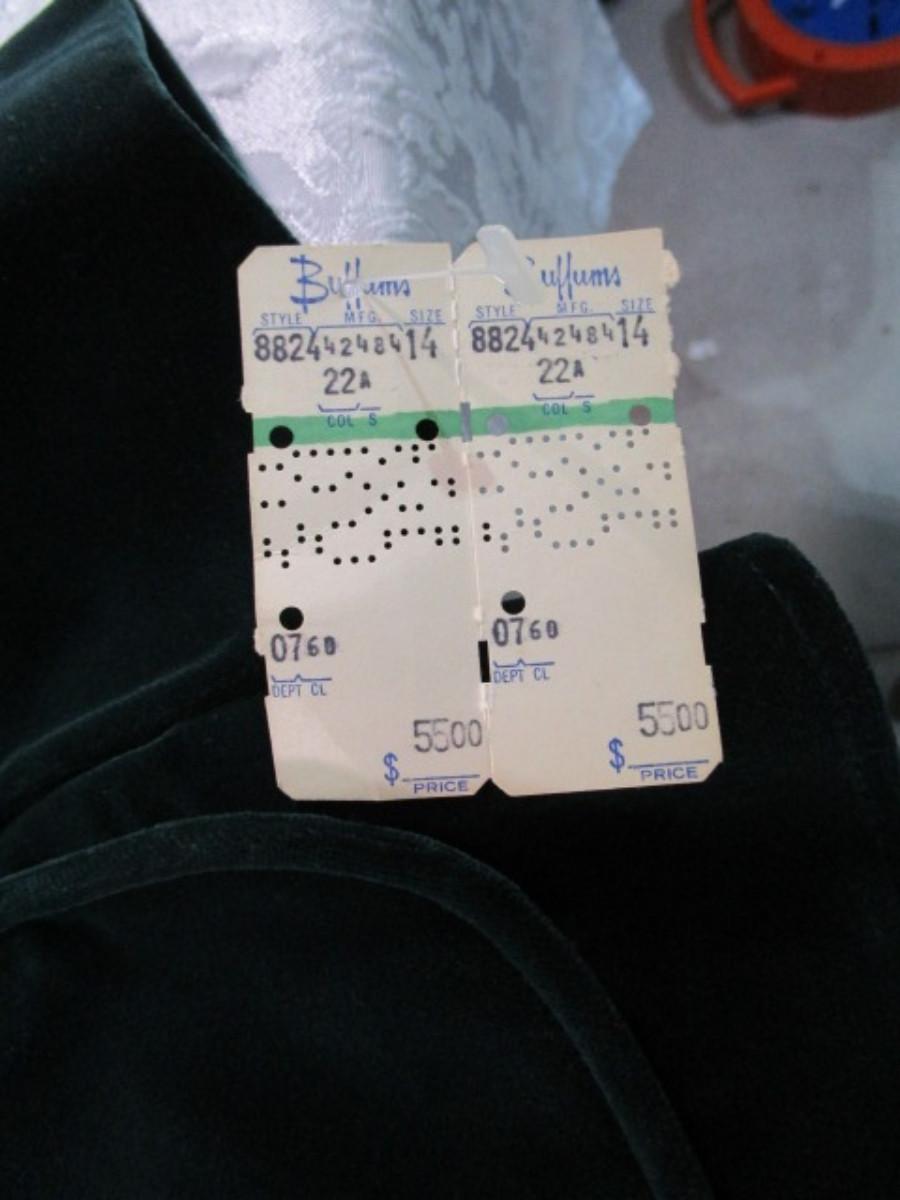 Buffums
STYLE MFG. SIZE
8824 42484 14
22A
COL S
0760
DEPT CL
5500
$
PRICE
Buffums
STYLE MFG. SIZE
8824 42484 14
22A
COL S
0760
DEPT CL
5500
$
PRICE